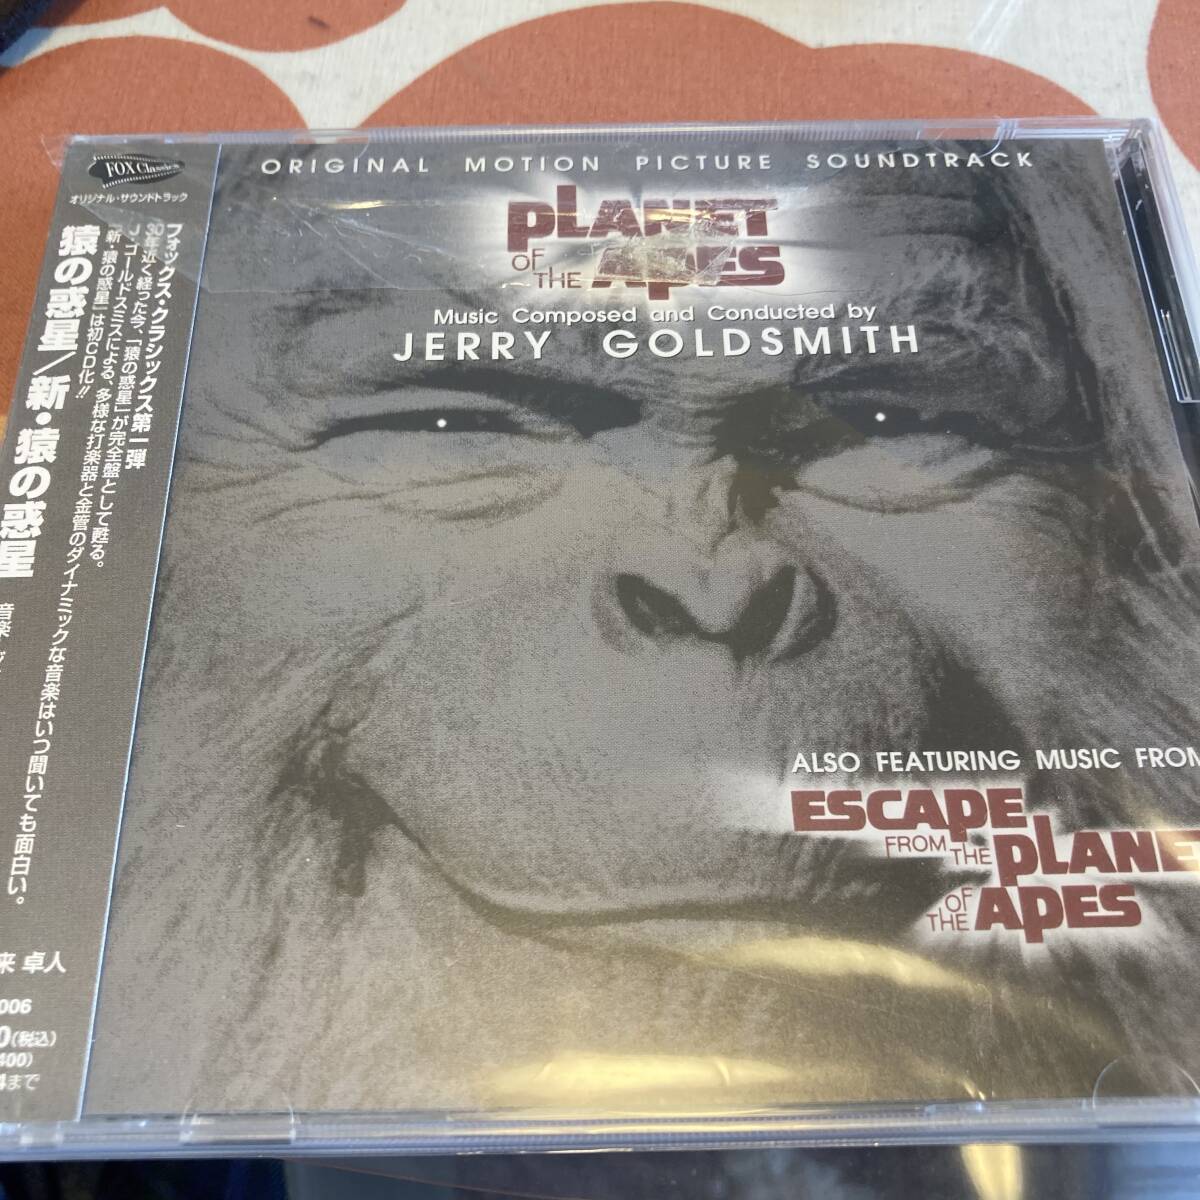 FOX Classics
オリジナル・サウンドトラック
フォックス・クラシックス第一弾
30年近く経った今、「猿の惑星」が完全盤として甦る。
J・ゴールドスミスによる、多様な打楽器と金管のダイナミックな音楽はいつ聞いても面白い。
「新・猿の惑星」は初CD化!!
猿の惑星/新・猿の惑星
音楽
来 卓人
006
0(税込)
400)
4まで
ORIGINAL MOTION PICTURE SOUNDTRACK
PLANET
OF THE APES
Music Composed and Conducted by
JERRY GOLDSMITH
ALSO FEATURING MUSIC FROM
ESCAPE
FROM THE PLANE
OF THE APES